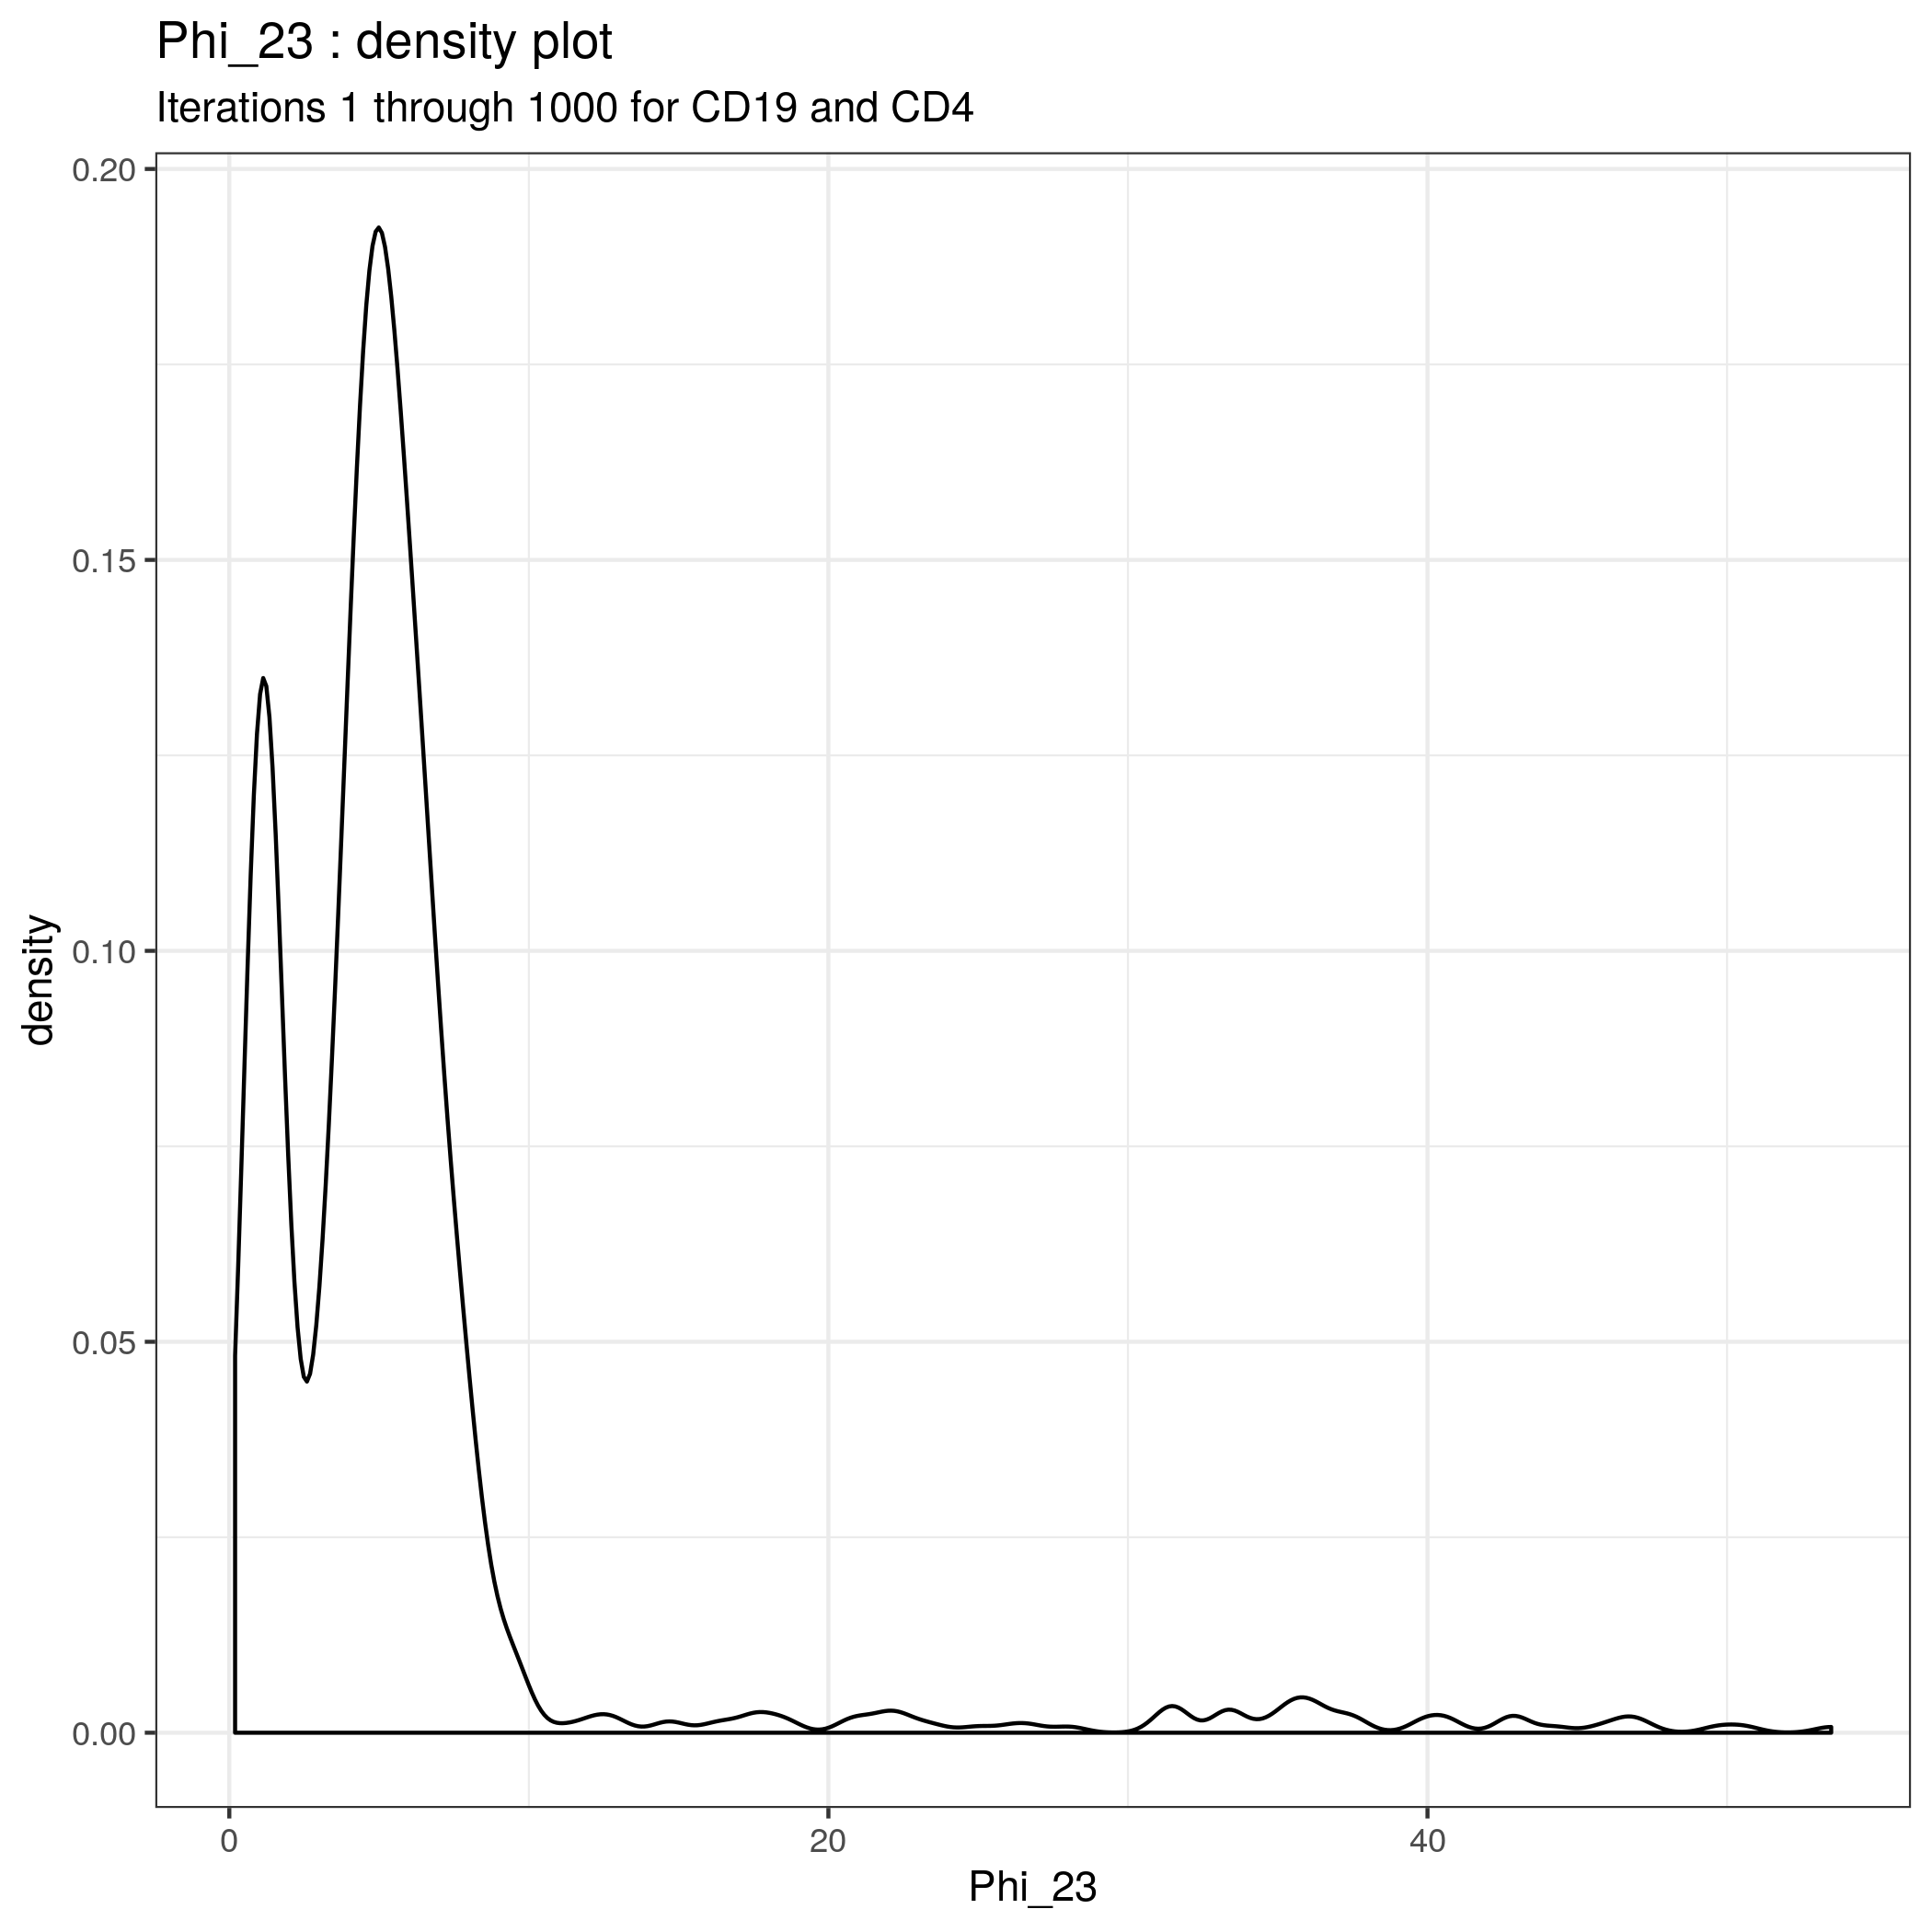 Phi_23 : density plot
Iterations 1 through 1000 for CD19 and CD4
0.20
0.15
0.10
0.05
0.00
density
0
20
40
Phi_23